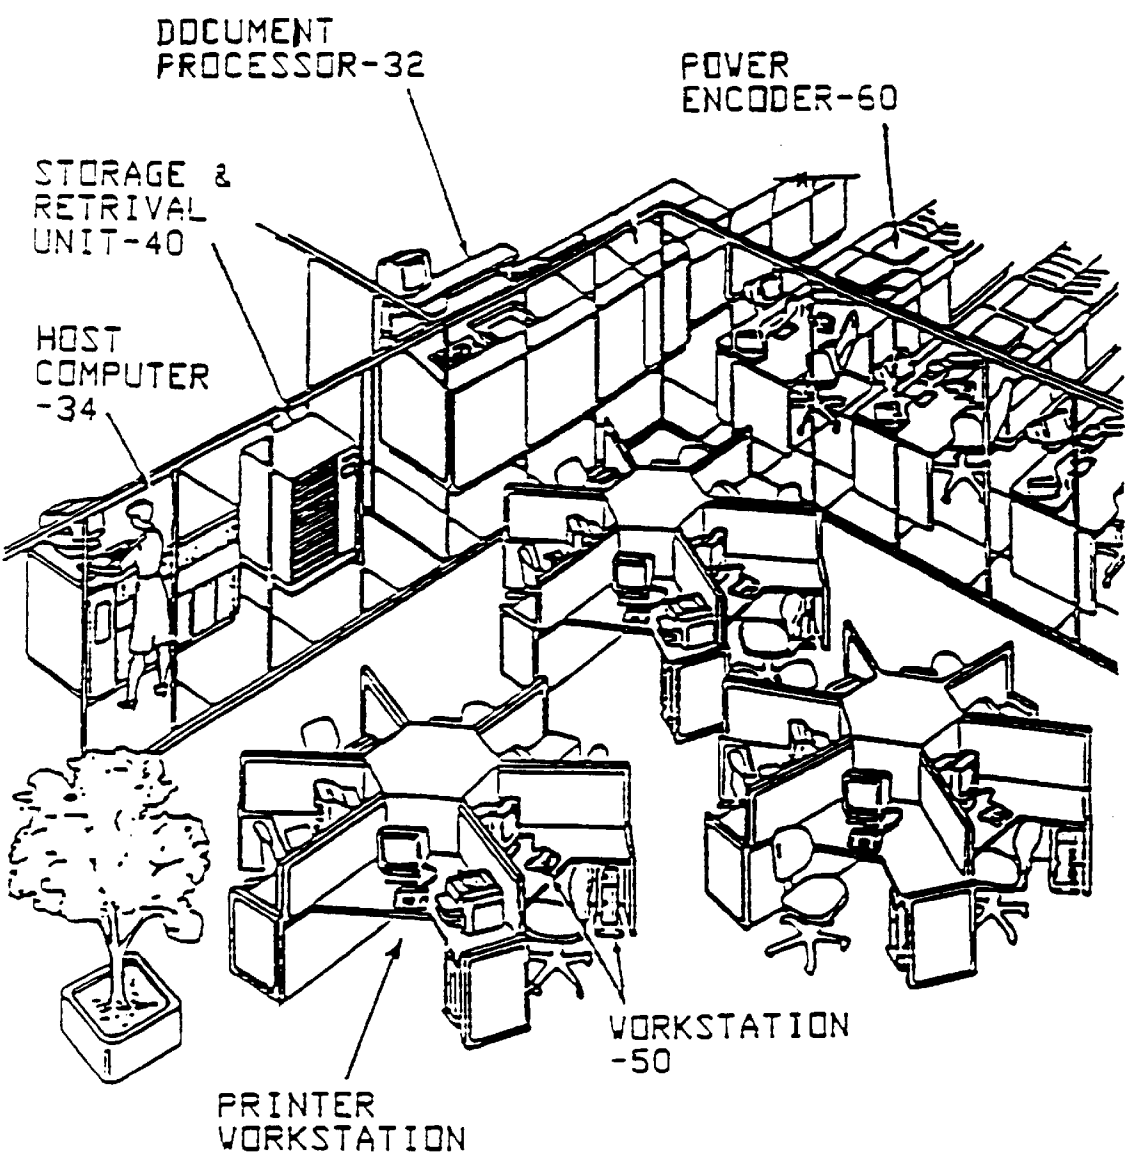 DOCUMENT
PROCESSOR-32
POWER
ENCODER-60
STORAGE &
RETRIVAL
UNIT-40
HOST
COMPUTER
-34
WORKSTATION
-50
PRINTER
WORKSTATION